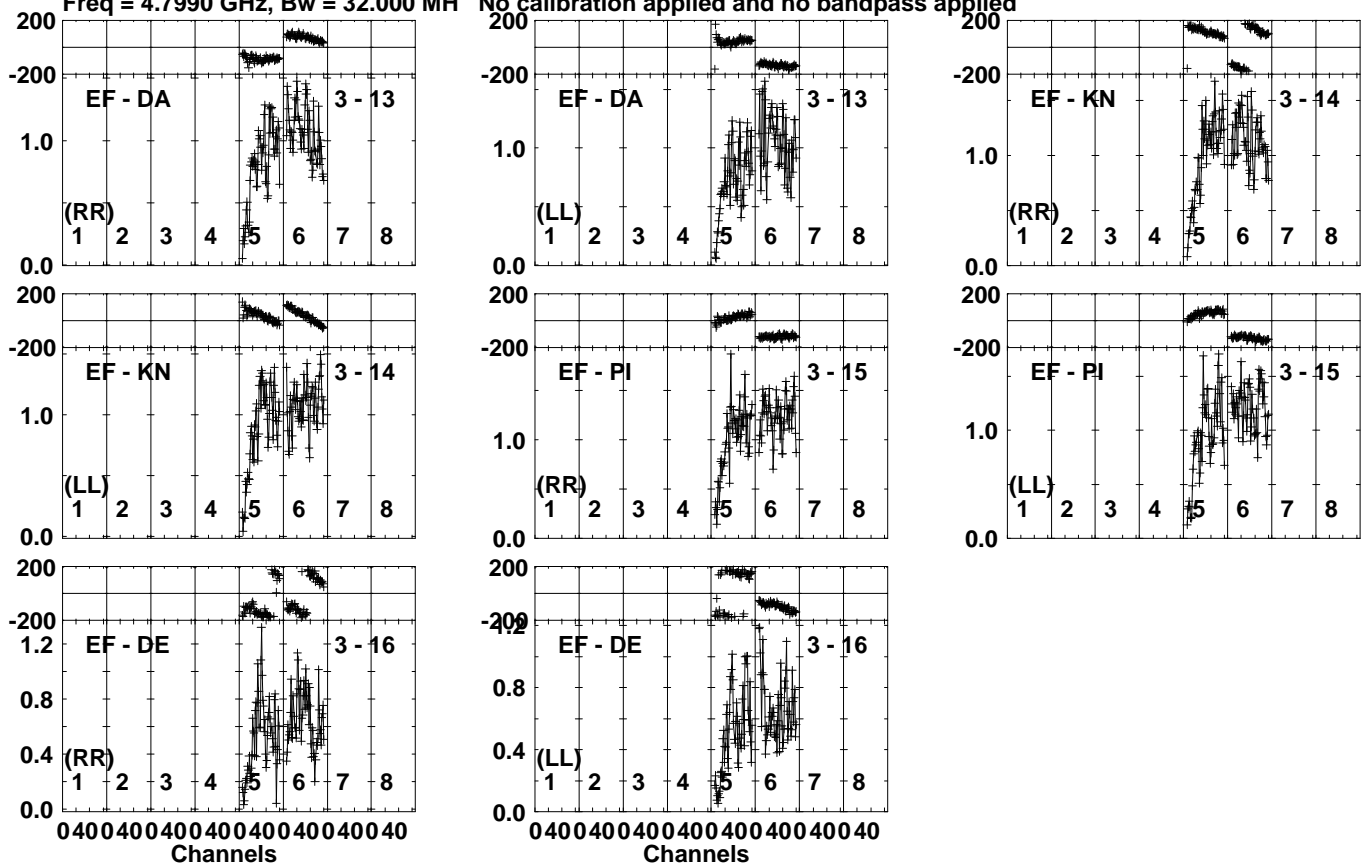 Freq = 4.7990 GHz, Bw = 32.000 MH No calibration applied and no bandpass applied
200 200 200
-200 -200 -200
EF - DA 3 - 13 EF - DA 3 - 13 EF - KN 3 - 14
1.0 1.0 1.0
(RR) (LL) (RR)
1 2 3 4 5 6 7 8 1 2 3 4 5 6 7 8 1 2 3 4 5 6 7 8
0.0 0.0 0.0
200 200 200
-200 -200 -200
EF - KN 3 - 14 EF - PI 3 - 15 EF - PI 3 - 15
1.0 1.0 1.0
(LL) (RR) (LL)
1 2 3 4 5 6 7 8 1 2 3 4 5 6 7 8 1 2 3 4 5 6 7 8
0.0 0.0 0.0
200 200
-200 -200
1.2 1.2
EF - DE 3 - 16 EF - DE 3 - 16
0.8 0.8
0.4 0.4
(RR) (LL)
1 2 3 4 5 6 7 8 1 2 3 4 5 6 7 8
0.0 0.0
0 40 0 40 0 40 0 40 0 40 0 40 0 40 0 40 0 40 0 40 0 40 0 40 0 40 0 40 0 40 0 40
Channels Channels